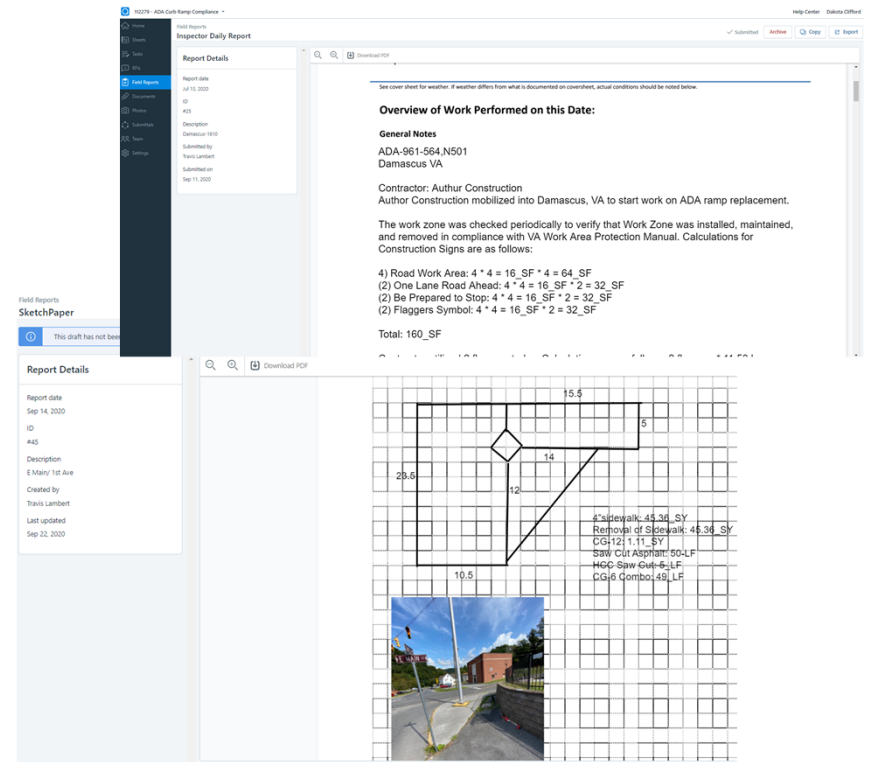 112279 - ADA Curb Ramp Compliance
Help Center Dakota Clifford
Home
Sheets
Tasks
RFIs
Field Reports
Documents
Photos
Submittals
Team
Settings
Field Reports
Inspector Daily Report
Submitted Archive Copy Export
Report Details
Report date
Jul 10, 2020
ID
#25
Description
Damascus-1610
Submitted by
Travis Lambert
Submitted on
Sep 11, 2020
Download PDF
See cover sheet for weather. If weather differs from what is documented on coversheet, actual conditions should be noted below.
Overview of Work Performed on this Date:
General Notes
ADA-961-564,N501
Damascus VA
Contractor: Authur Construction
Author Construction mobilized into Damascus, VA to start work on ADA ramp replacement.
The work zone was checked periodically to verify that Work Zone was installed, maintained,
and removed in compliance with VA Work Area Protection Manual. Calculations for
Construction Signs are as follows:
4) Road Work Area: 4 * 4 = 16_SF * 4 = 64_SF
(2) One Lane Road Ahead: 4 * 4 = 16_SF * 2 = 32_SF
(2) Be Prepared to Stop: 4 * 4 = 16_SF * 2 = 32_SF
(2) Flaggers Symbol: 4 * 4 = 16_SF * 2 = 32_SF
Total: 160_SF
Field Reports
SketchPaper
This draft has not been
Report Details
Report date
Sep 14, 2020
ID
#45
Description
E Main/ 1st Ave
Created by
Travis Lambert
Last updated
Sep 22, 2020
Download PDF
15.5
5
14
23.5
12
10.5
4"sidewalk: 45.36_SY
Removal of Sidewalk: 45.36_SY
CG-12: 1.11_SY
Saw Cut Asphalt: 50-LF
HCC Saw Cut: 5_LF
CG-6 Combo: 49_LF
E MAIN